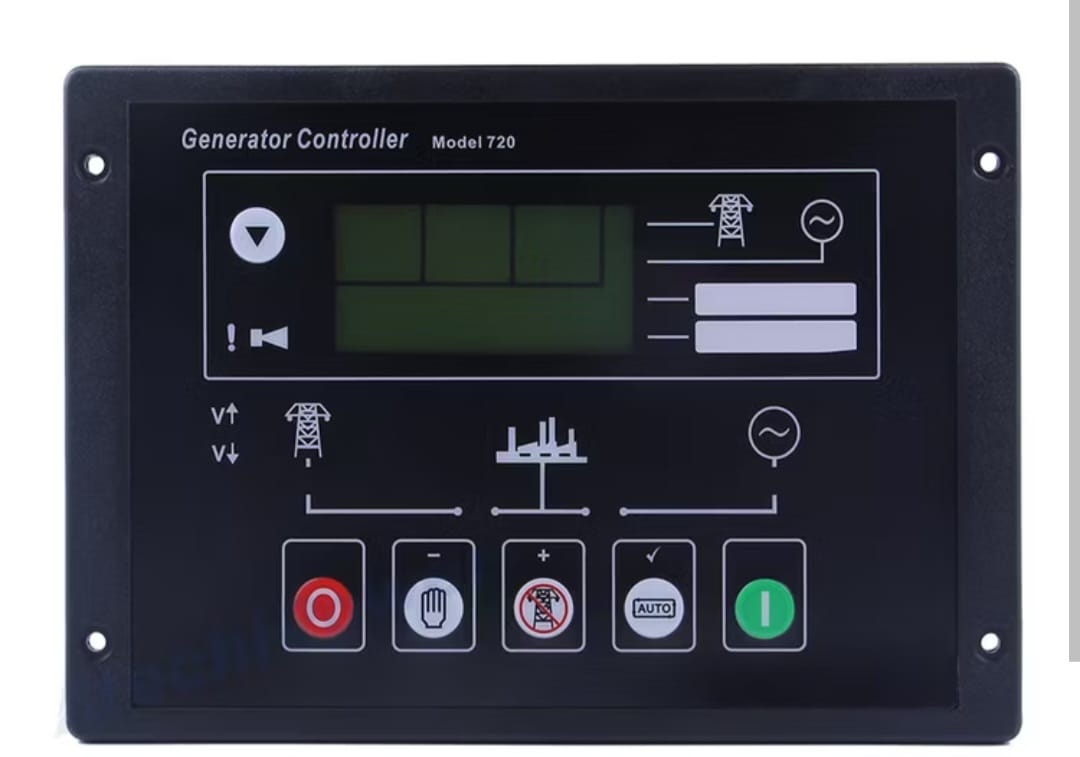 Generator Controller Model 720
!
V↑
V↓
- + ✓
O AUTO I